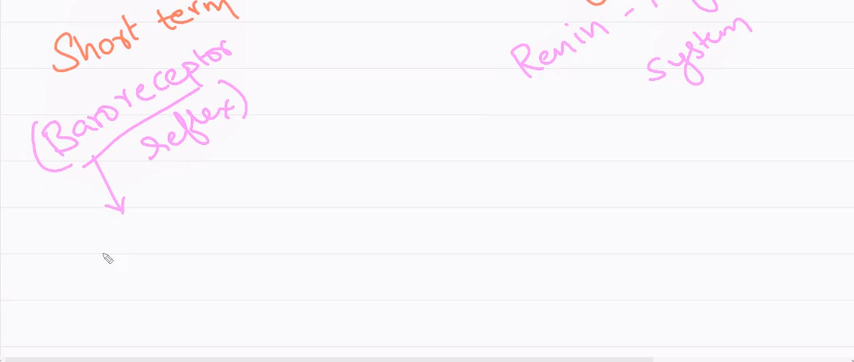 Short term
(Baroreceptor
reflex)
Renin -
system